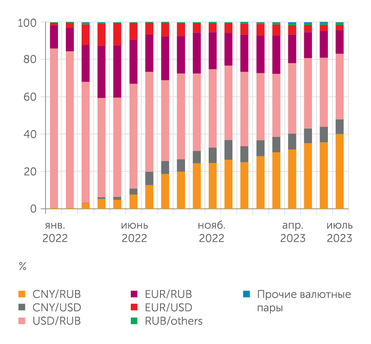 100
80
60
40
20
0
янв. июнь нояб. апр. июль
2022 2022 2022 2023 2023
%
CNY/RUB EUR/RUB Прочие валютные
CNY/USD EUR/USD пары
USD/RUB RUB/others